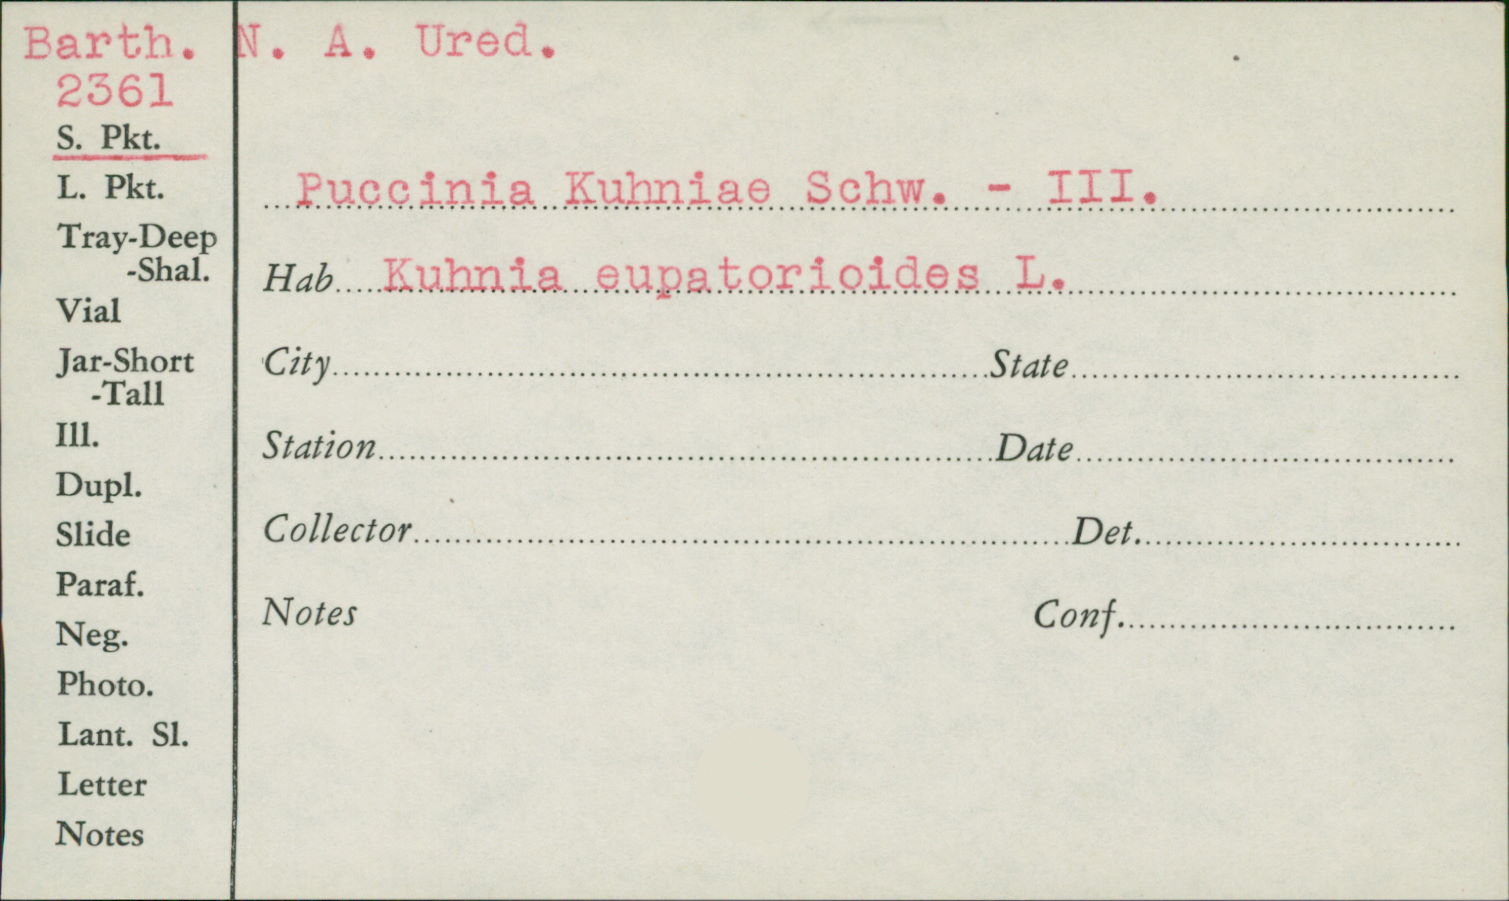 Barth. N. A. Ured.
2361
S. Pkt.
L. Pkt.
Puccinia Kuhniae Schw. - III.
Tray-Deep
-Shal.
Hab Kuhnia eupatorioides L.
Vial
Jar-Short
-Tall
City State
Ill.
Station Date
Dupl.
Slide
Collector Det.
Paraf.
Neg.
Notes Conf.
Photo.
Lant. Sl.
Letter
Notes